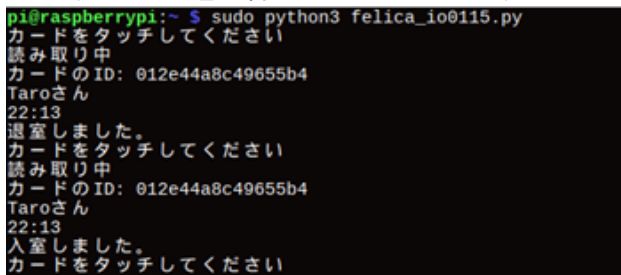 pi@raspberrypi:~ $ sudo python3 felica_io0115.py
カードをタッチしてください
読み取り中
カードのID: 012e44a8c49655b4
Taroさん
22:13
退室しました。
カードをタッチしてください
読み取り中
カードのID: 012e44a8c49655b4
Taroさん
22:13
入室しました。
カードをタッチしてください